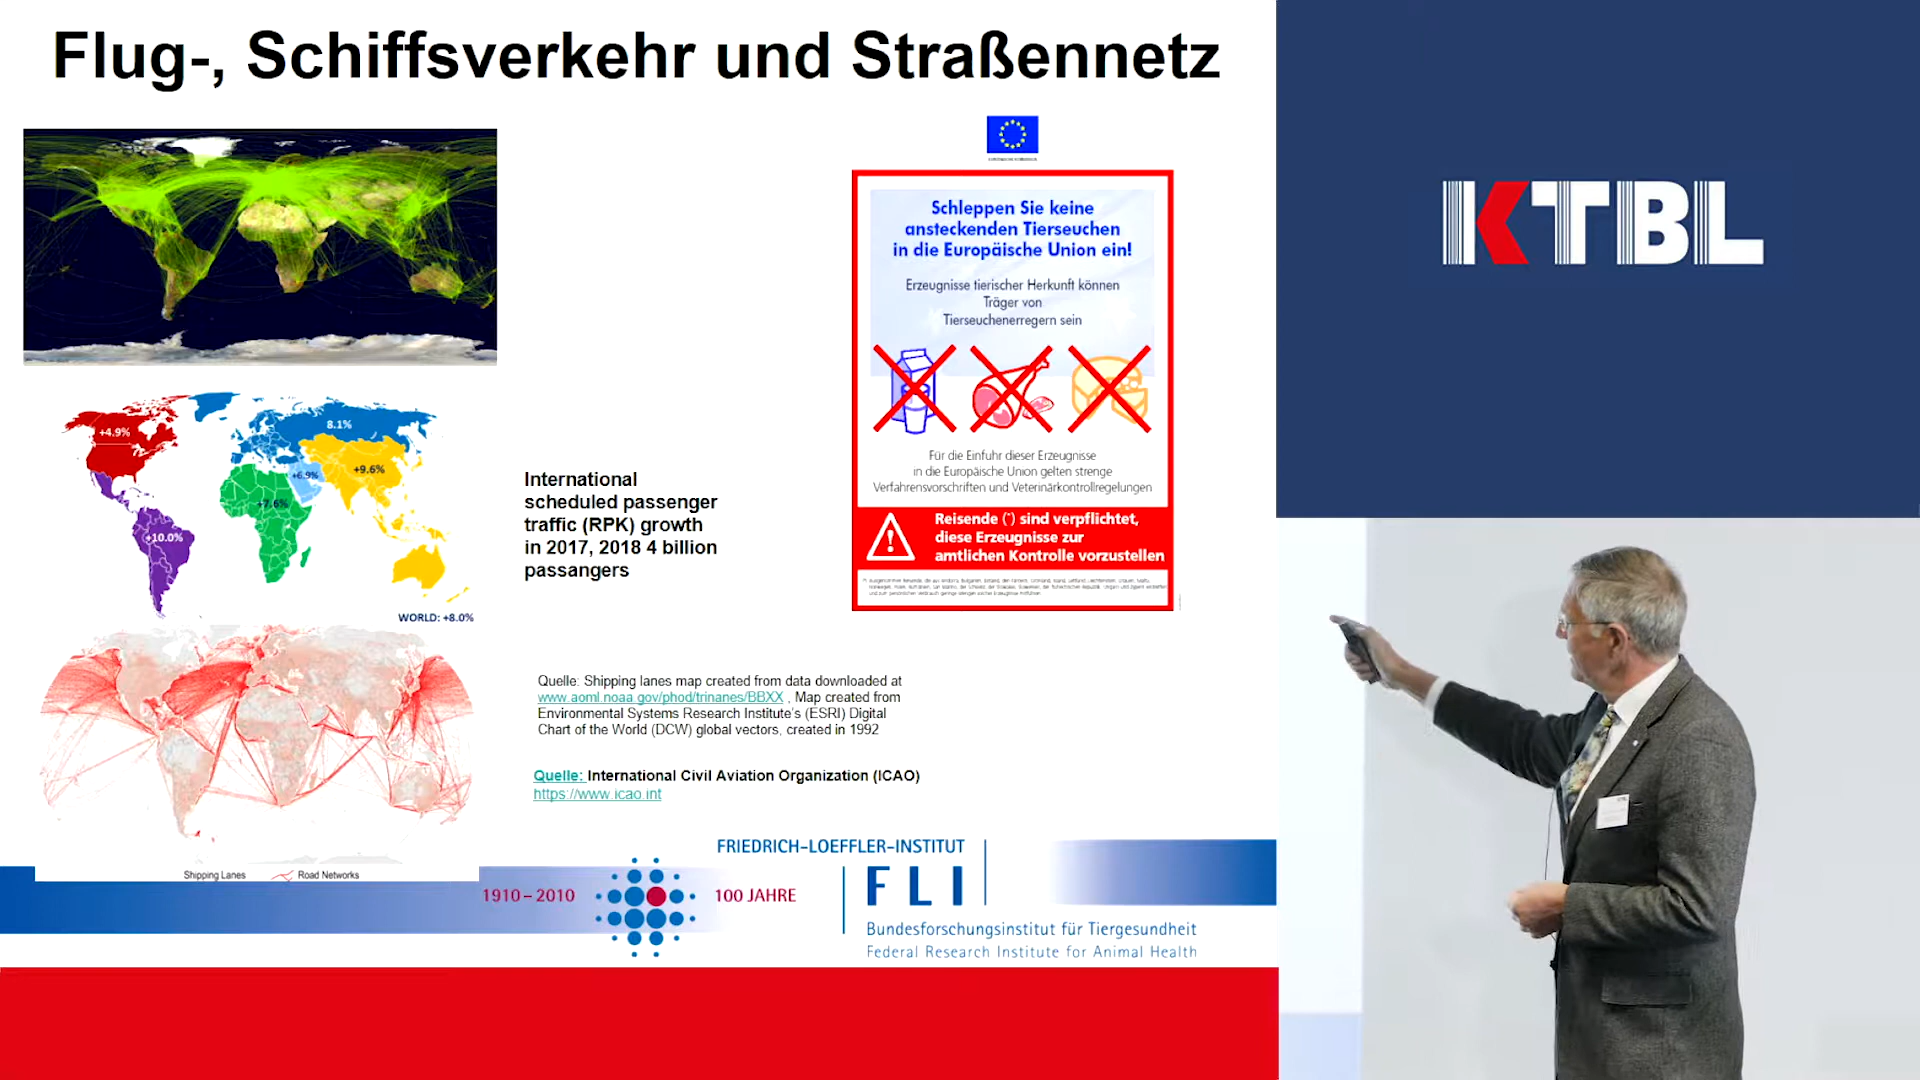 Flug-, Schiffsverkehr und Straßennetz
KTBL
Schleppen Sie keine
ansteckenden Tierseuchen
in die Europäische Union ein!
Erzeugnisse tierischer Herkunft können
Träger von
Tierseuchenerregern sein
Für die Einfuhr dieser Erzeugnisse
in die Europäische Union gelten strenge
Verfahrensvorschriften und Veterinärkontrollregelungen
Reisende (*) sind verpflichtet,
diese Erzeugnisse zur
amtlichen Kontrolle vorzustellen
+4.9%
8.1%
+9.6%
+6.9%
+7.6%
+10.0%
WORLD: +8.0%
International
scheduled passenger
traffic (RPK) growth
in 2017, 2018 4 billion
passangers
Quelle: Shipping lanes map created from data downloaded at
www.aoml.noaa.gov/phod/trinanes/BBXX , Map created from
Environmental Systems Research Institute's (ESRI) Digital
Chart of the World (DCW) global vectors, created in 1992
Quelle: International Civil Aviation Organization (ICAO)
https://www.icao.int
Shipping Lanes
Road Networks
1910 – 2010
100 JAHRE
FRIEDRICH-LOEFFLER-INSTITUT
FLI
Bundesforschungsinstitut für Tiergesundheit
Federal Research Institute for Animal Health